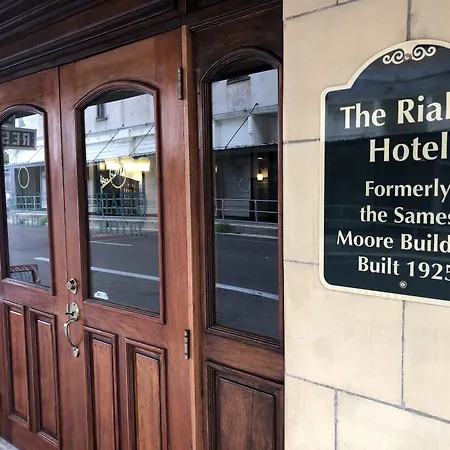 The Rial
Hotel
Formerly
the Sames
Moore Build
Built 1925